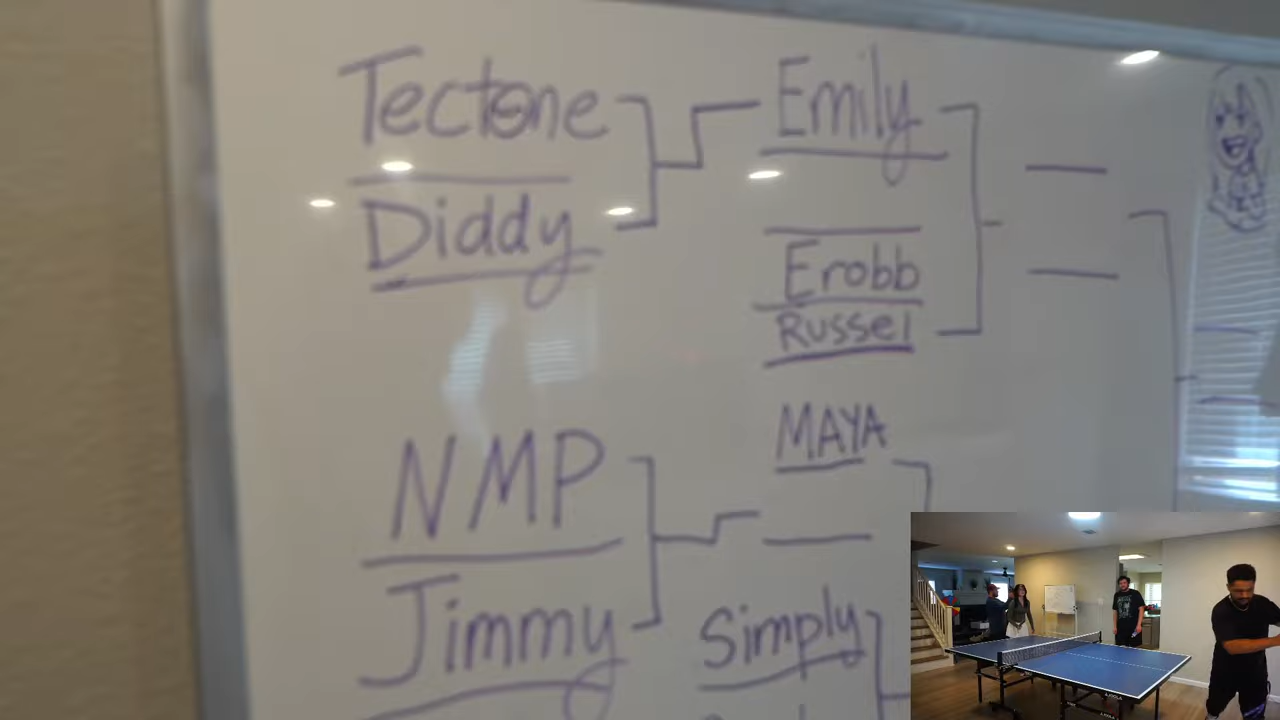 Tectone
Diddy
Emily
Erobb
Russel
NMP
Jimmy
MAYA
Simply